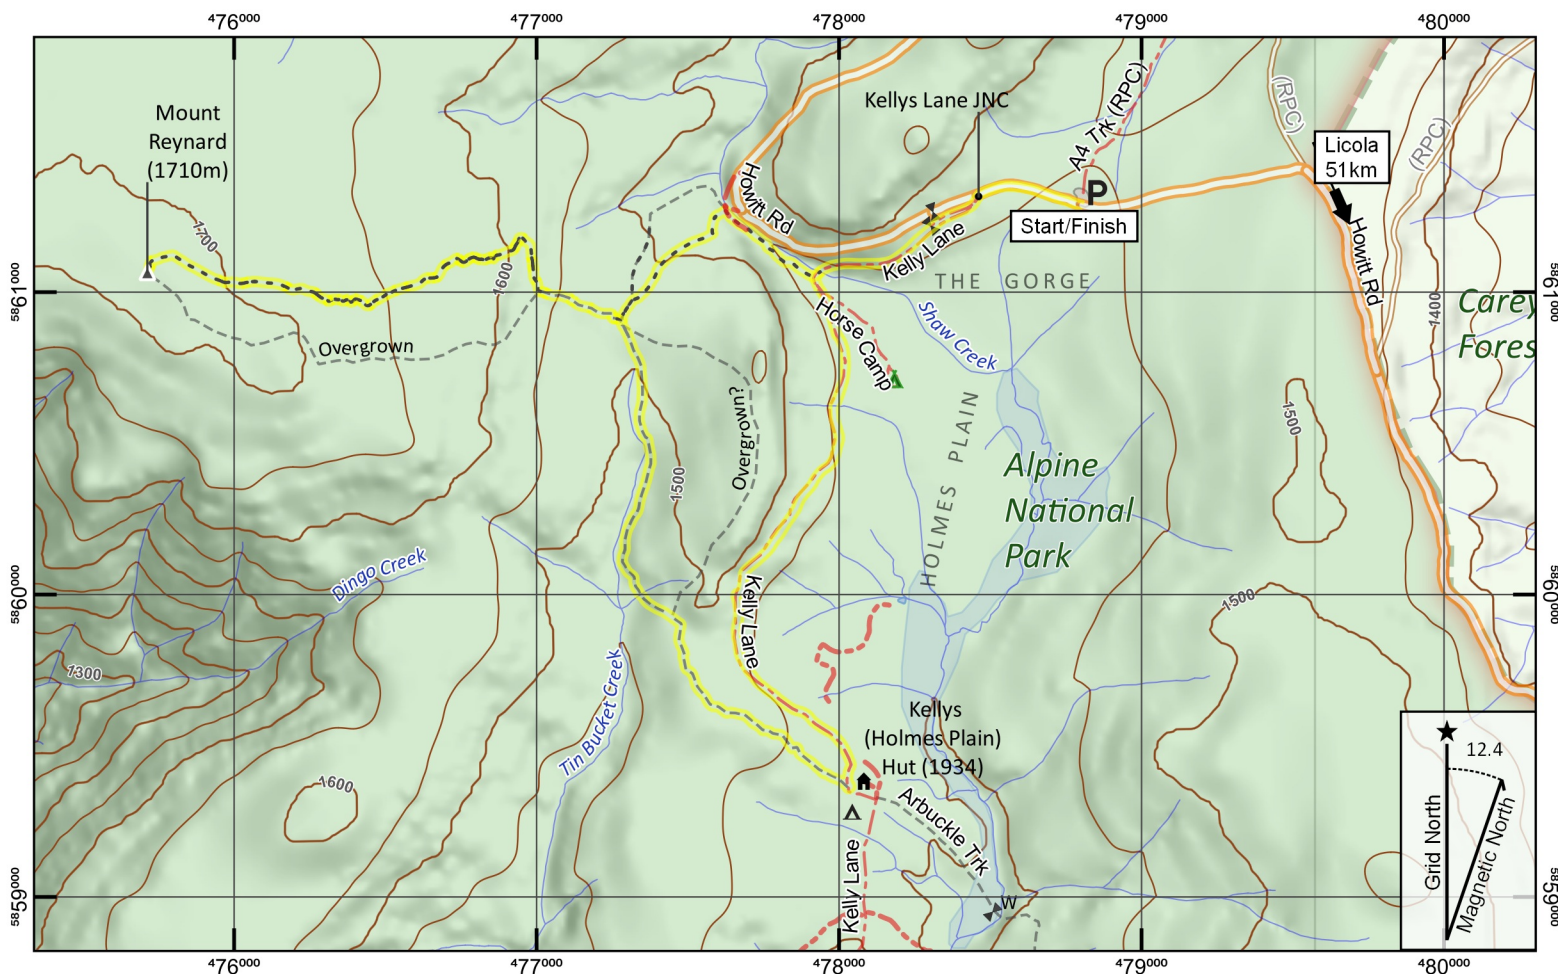 476000
477000
478000
479000
480000
Mount
Reynard
(1710m)
Kellys Lane JNC
A4 Trk (RPC)
(RPC)
(RPC)
Licola
51km
P
Start/Finish
Howitt Rd
Howitt Rd
Kelly Lane
1700
1600
THE GORGE
5861000
5861000
Horse Camp
Shaw Creek
1400
Carey
Fores
Overgrown
Overgrown?
1500
1500
HOLMES PLAIN
Alpine
National
Park
Dingo Creek
5860000
5860000
Kelly Lane
1500
1300
Tin Bucket Creek
Kellys
(Holmes Plain)
Hut (1934)
1600
Arbuckle Trk
Kelly Lane
W
12.4
Grid North
Magnetic North
5859000
5859000
476000
477000
478000
479000
480000